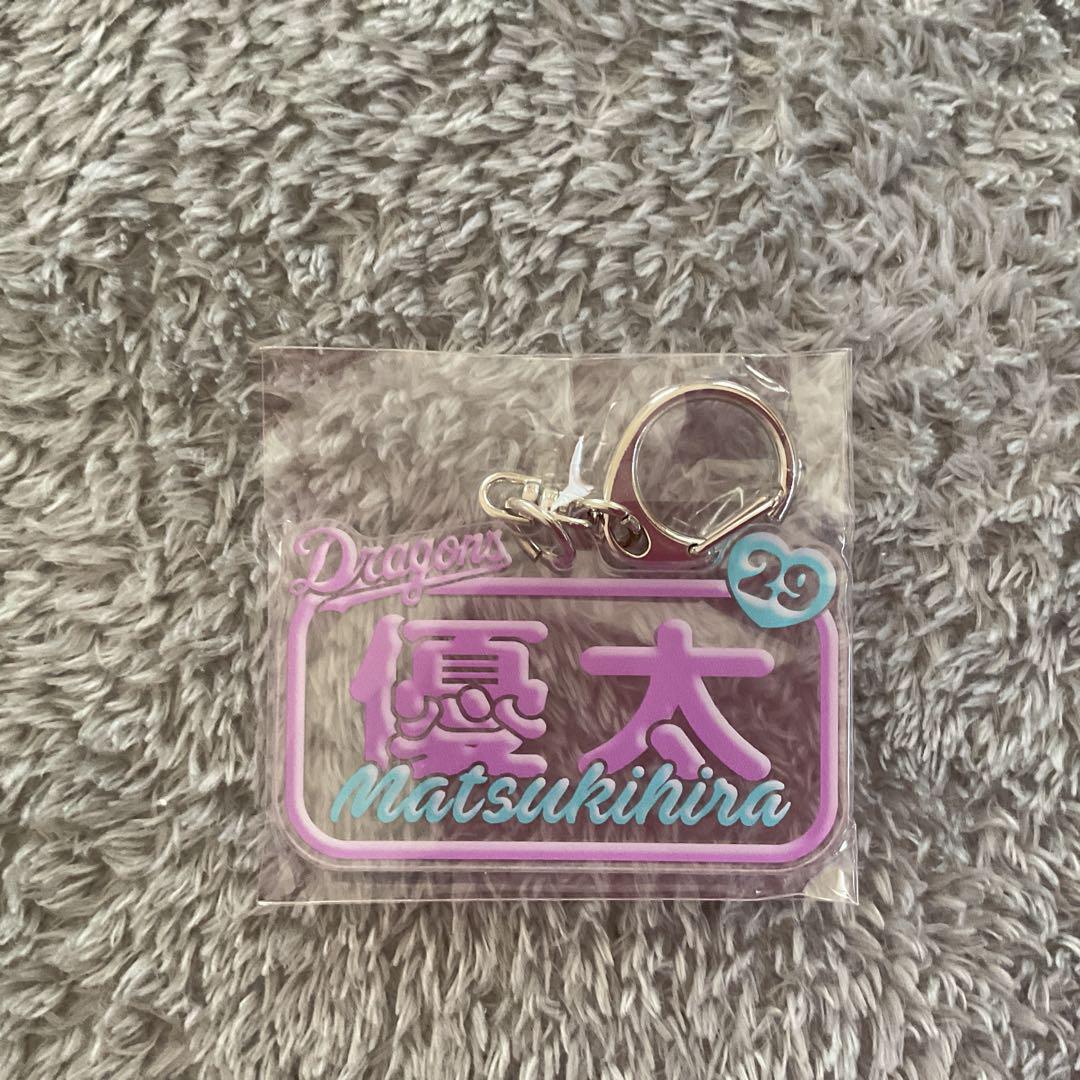 Dragons
29
優太
Matsukihira